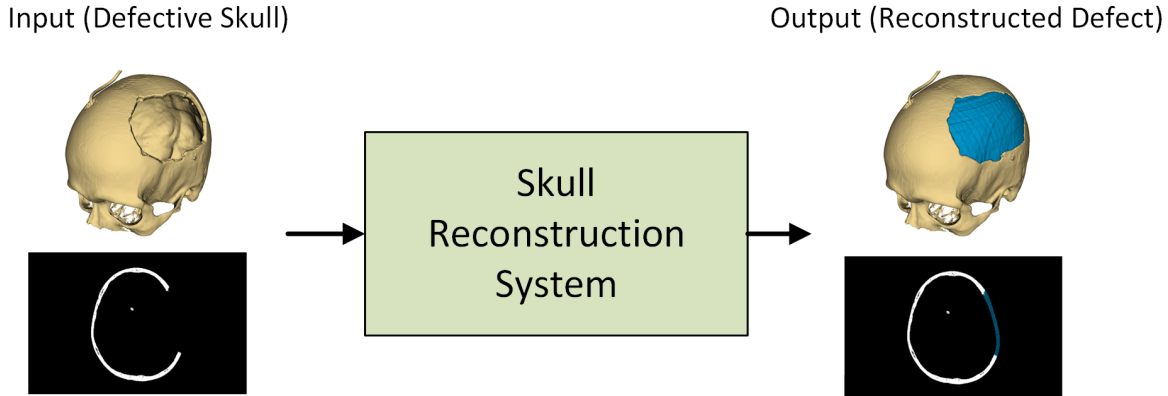 Input (Defective Skull)
Output (Reconstructed Defect)
Skull
Reconstruction
System